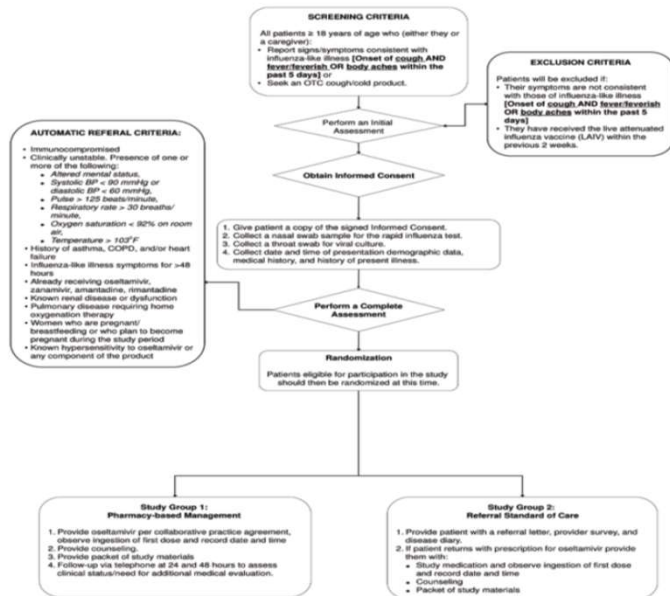 SCREENING CRITERIA
All patients ≥ 18 years of age who (either they or
a caregiver):
• Report signs/symptoms consistent with
influenza-like illness [Onset of cough AND
fever/feverish OR body aches within the
past 5 days] or
• Seek an OTC cough/cold product.
EXCLUSION CRITERIA
Patients will be excluded if:
• Their symptoms are not consistent
with those of influenza-like illness
[Onset of cough AND fever/feverish
OR body aches within the past 5
days]
• They have received the live attenuated
influenza vaccine (LAIV) within the
previous 2 weeks.
Perform an Initial
Assessment
AUTOMATIC REFERAL CRITERIA:
• Immunocompromised
• Clinically unstable. Presence of one or
more of the following:
• Altered mental status,
• Systolic BP < 90 mmHg or
diastolic BP < 60 mmHg,
• Pulse > 125 beats/minute,
• Respiratory rate > 30 breaths/
minute,
• Oxygen saturation < 92% on room
air,
• Temperature > 103°F
• History of asthma, COPD, and/or heart
failure
• Influenza-like illness symptoms for >48
hours
• Already receiving oseltamivir,
zanamivir, amantadine, rimantadine
• Known renal disease or dysfunction
• Pulmonary disease requiring home
oxygenation therapy
• Women who are pregnant/
breastfeeding or who plan to become
pregnant during the study period
• Known hypersensitivity to oseltamivir or
any component of the product
Obtain Informed Consent
1. Give patient a copy of the signed Informed Consent.
2. Collect a nasal swab sample for the rapid influenza test.
3. Collect a throat swab for viral culture.
4. Collect date and time of presentation demographic data,
medical history, and history of present illness.
Perform a Complete
Assessment
Randomization
Patients eligible for participation in the study
should then be randomized at this time.
Study Group 1:
Pharmacy-based Management
1. Provide oseltamivir per collaborative practice agreement,
observe ingestion of first dose and record date and time
2. Provide counseling.
3. Provide packet of study materials
4. Follow-up via telephone at 24 and 48 hours to assess
clinical status/need for additional medical evaluation.
Study Group 2:
Referral Standard of Care
1. Provide patient with a referral letter, provider survey, and
disease diary.
2. If patient returns with prescription for oseltamivir provide
them with:
• Study medication and observe ingestion of first dose
and record date and time
• Counseling
• Packet of study materials